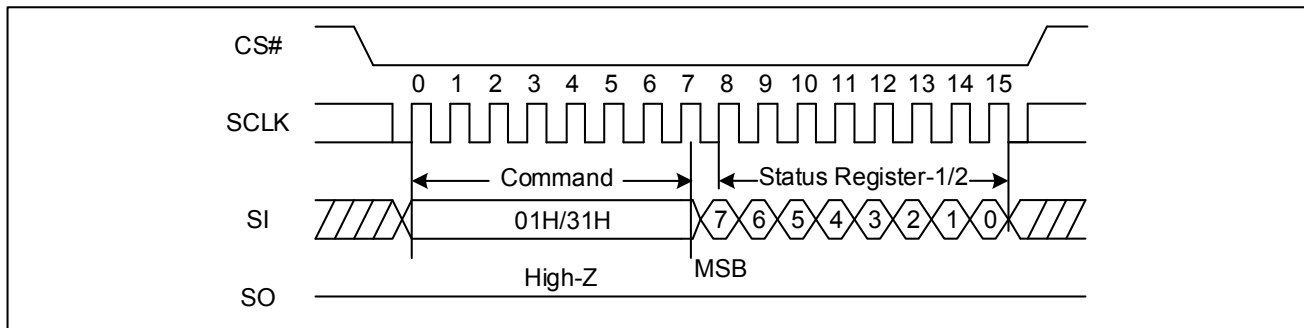 CS#
0 1 2 3 4 5 6 7 8 9 10 11 12 13 14 15
SCLK
Command Status Register-1/2
SI 01H/31H 7 6 5 4 3 2 1 0
High-Z MSB
SO